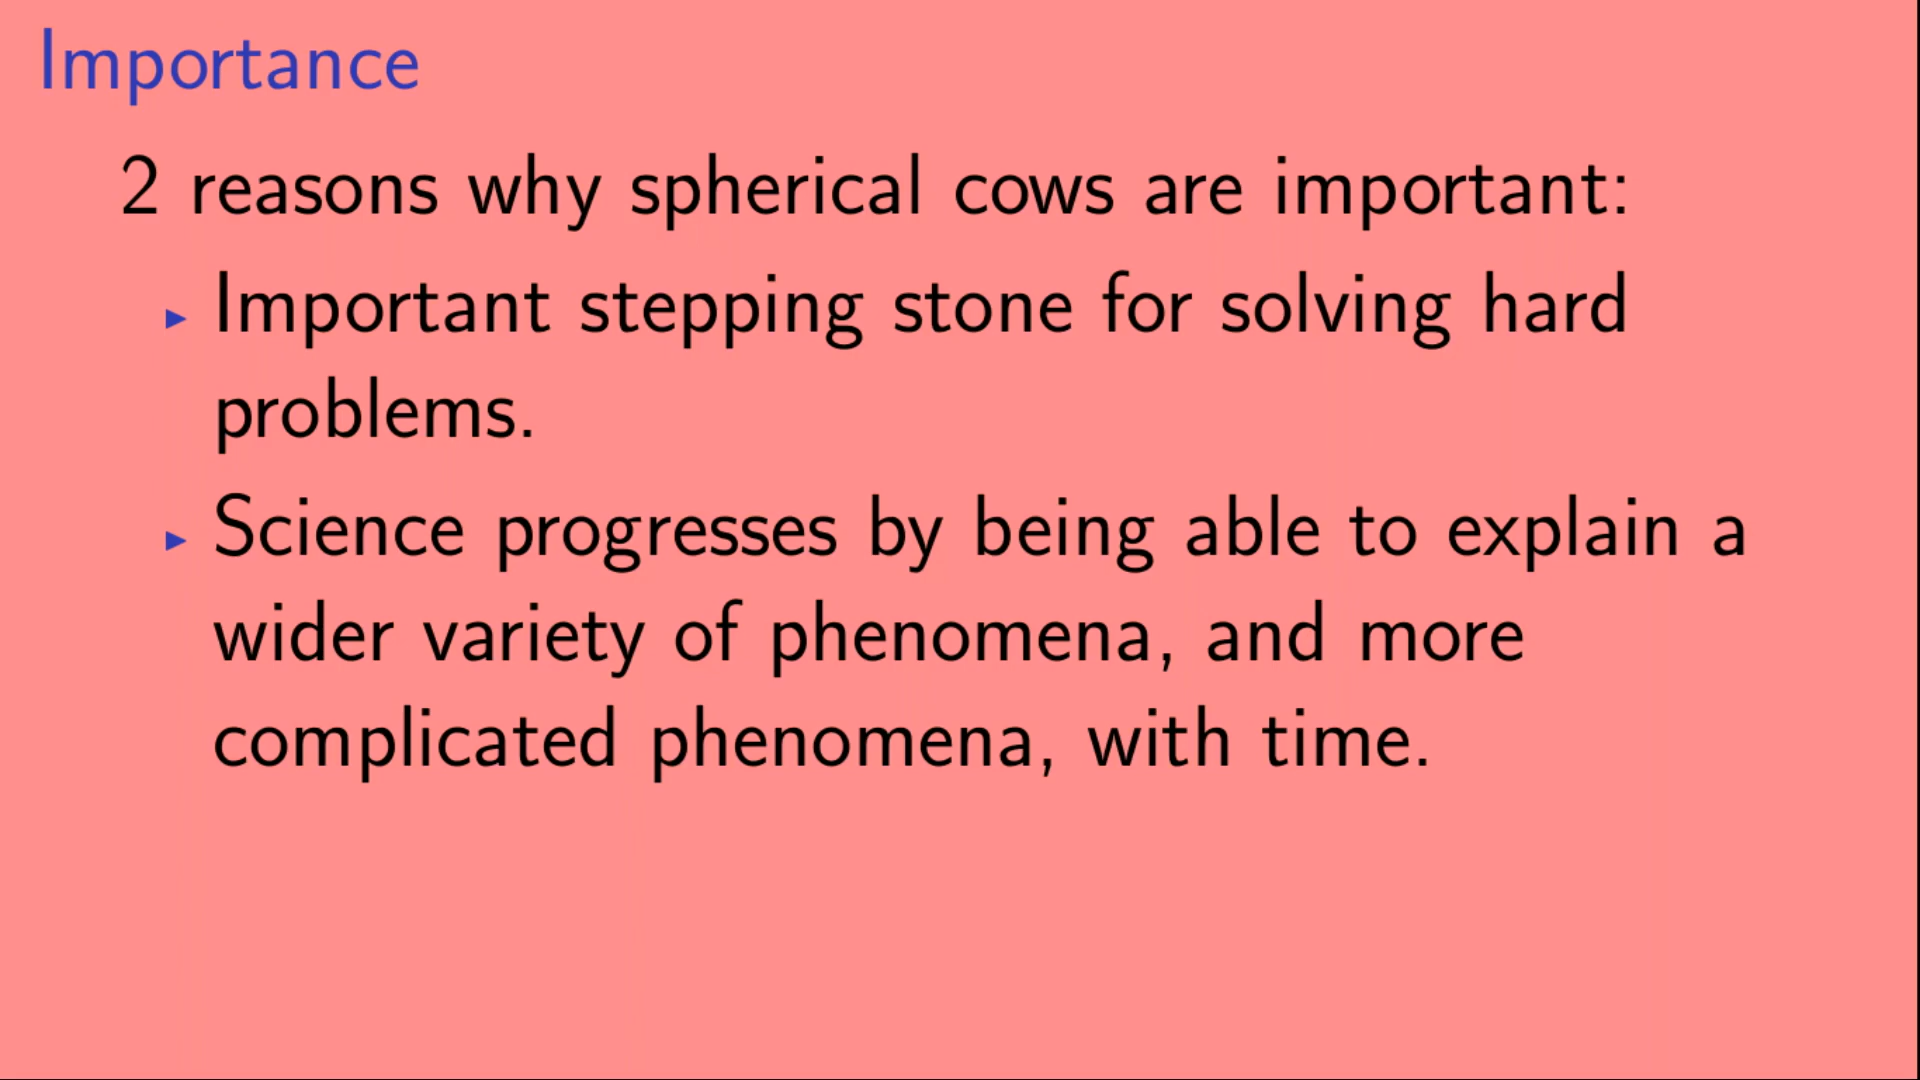 Importance
2 reasons why spherical cows are important:
▶ Important stepping stone for solving hard
problems.
▶ Science progresses by being able to explain a
wider variety of phenomena, and more
complicated phenomena, with time.